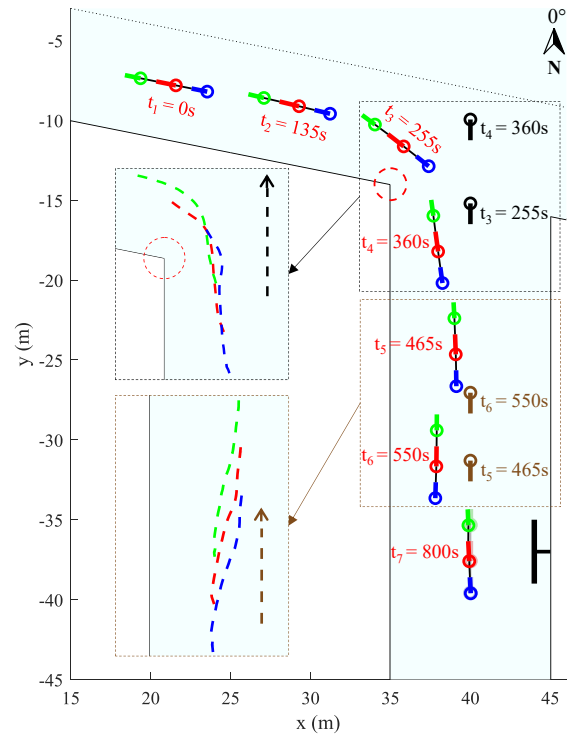 0°
N
-5
-10
-15
-20
-25
-30
-35
-40
-45
y (m)
t₁ = 0s
t₂ = 135s
t₃ = 255s
t₄ = 360s
t₃ = 255s
t₄ = 360s
t₅ = 465s
t₆ = 550s
t₆ = 550s
t₅ = 465s
t₇ = 800s
15
20
25
30
35
40
45
x (m)